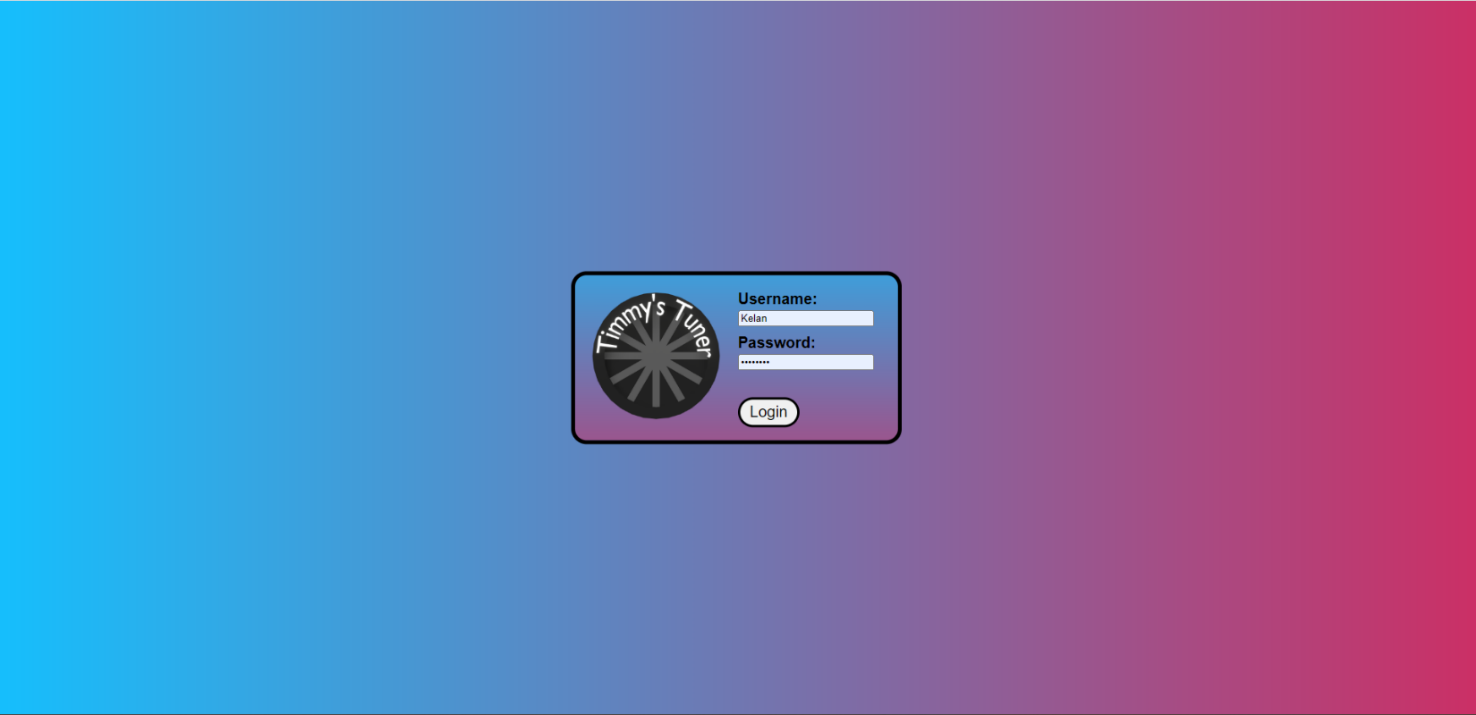 Timmy's Tuner
Username:
Kelan
Password:
••••••••
Login